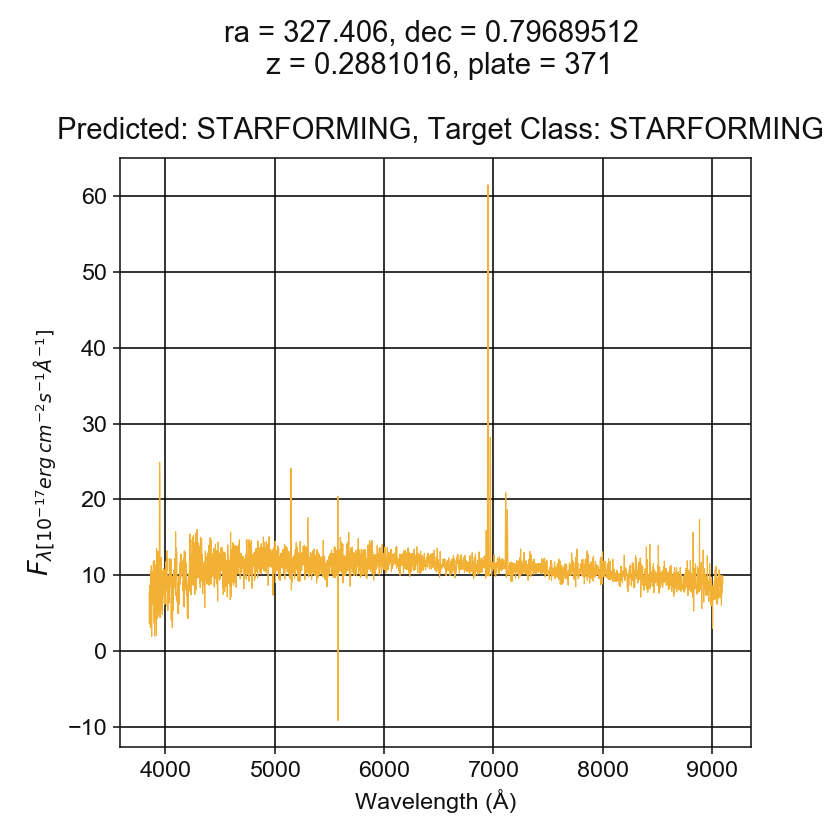 ra = 327.406, dec = 0.79689512
z = 0.2881016, plate = 371
Predicted: STARFORMING, Target Class: STARFORMING
60
50
40
30
20
10
0
−10
F_λ[10^{−17} erg cm^{−2} s^{−1} Å^{−1}]
4000 5000 6000 7000 8000 9000
Wavelength (Å)